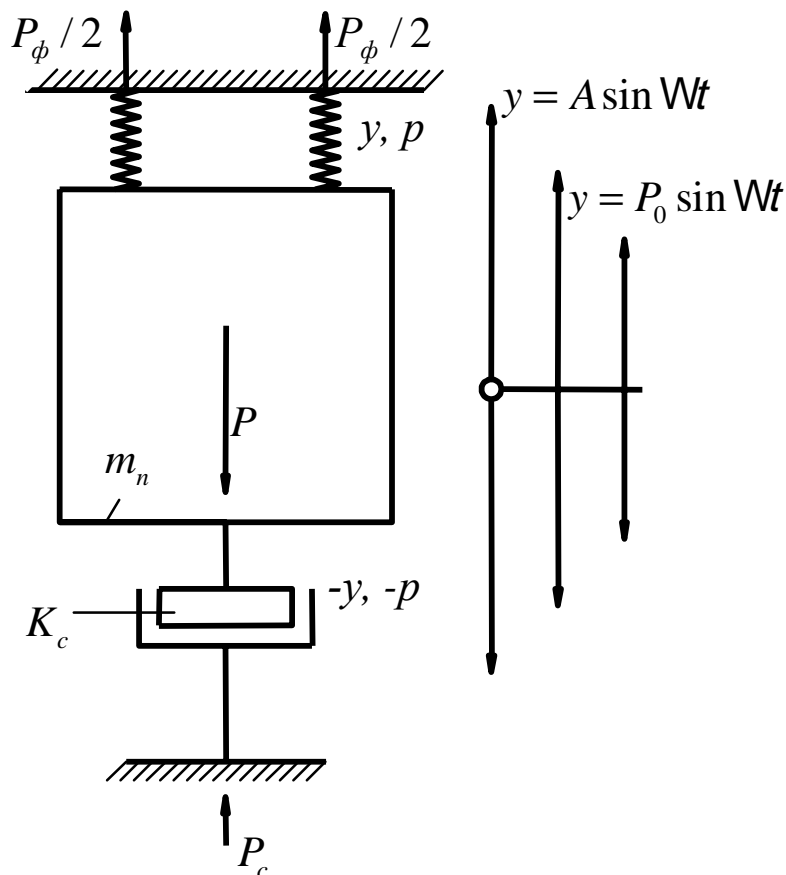 P_ф / 2
P_ф / 2
y, p
y = A sin Wt
y = P_0 sin Wt
P
m_n
-y, -p
K_c
P_c